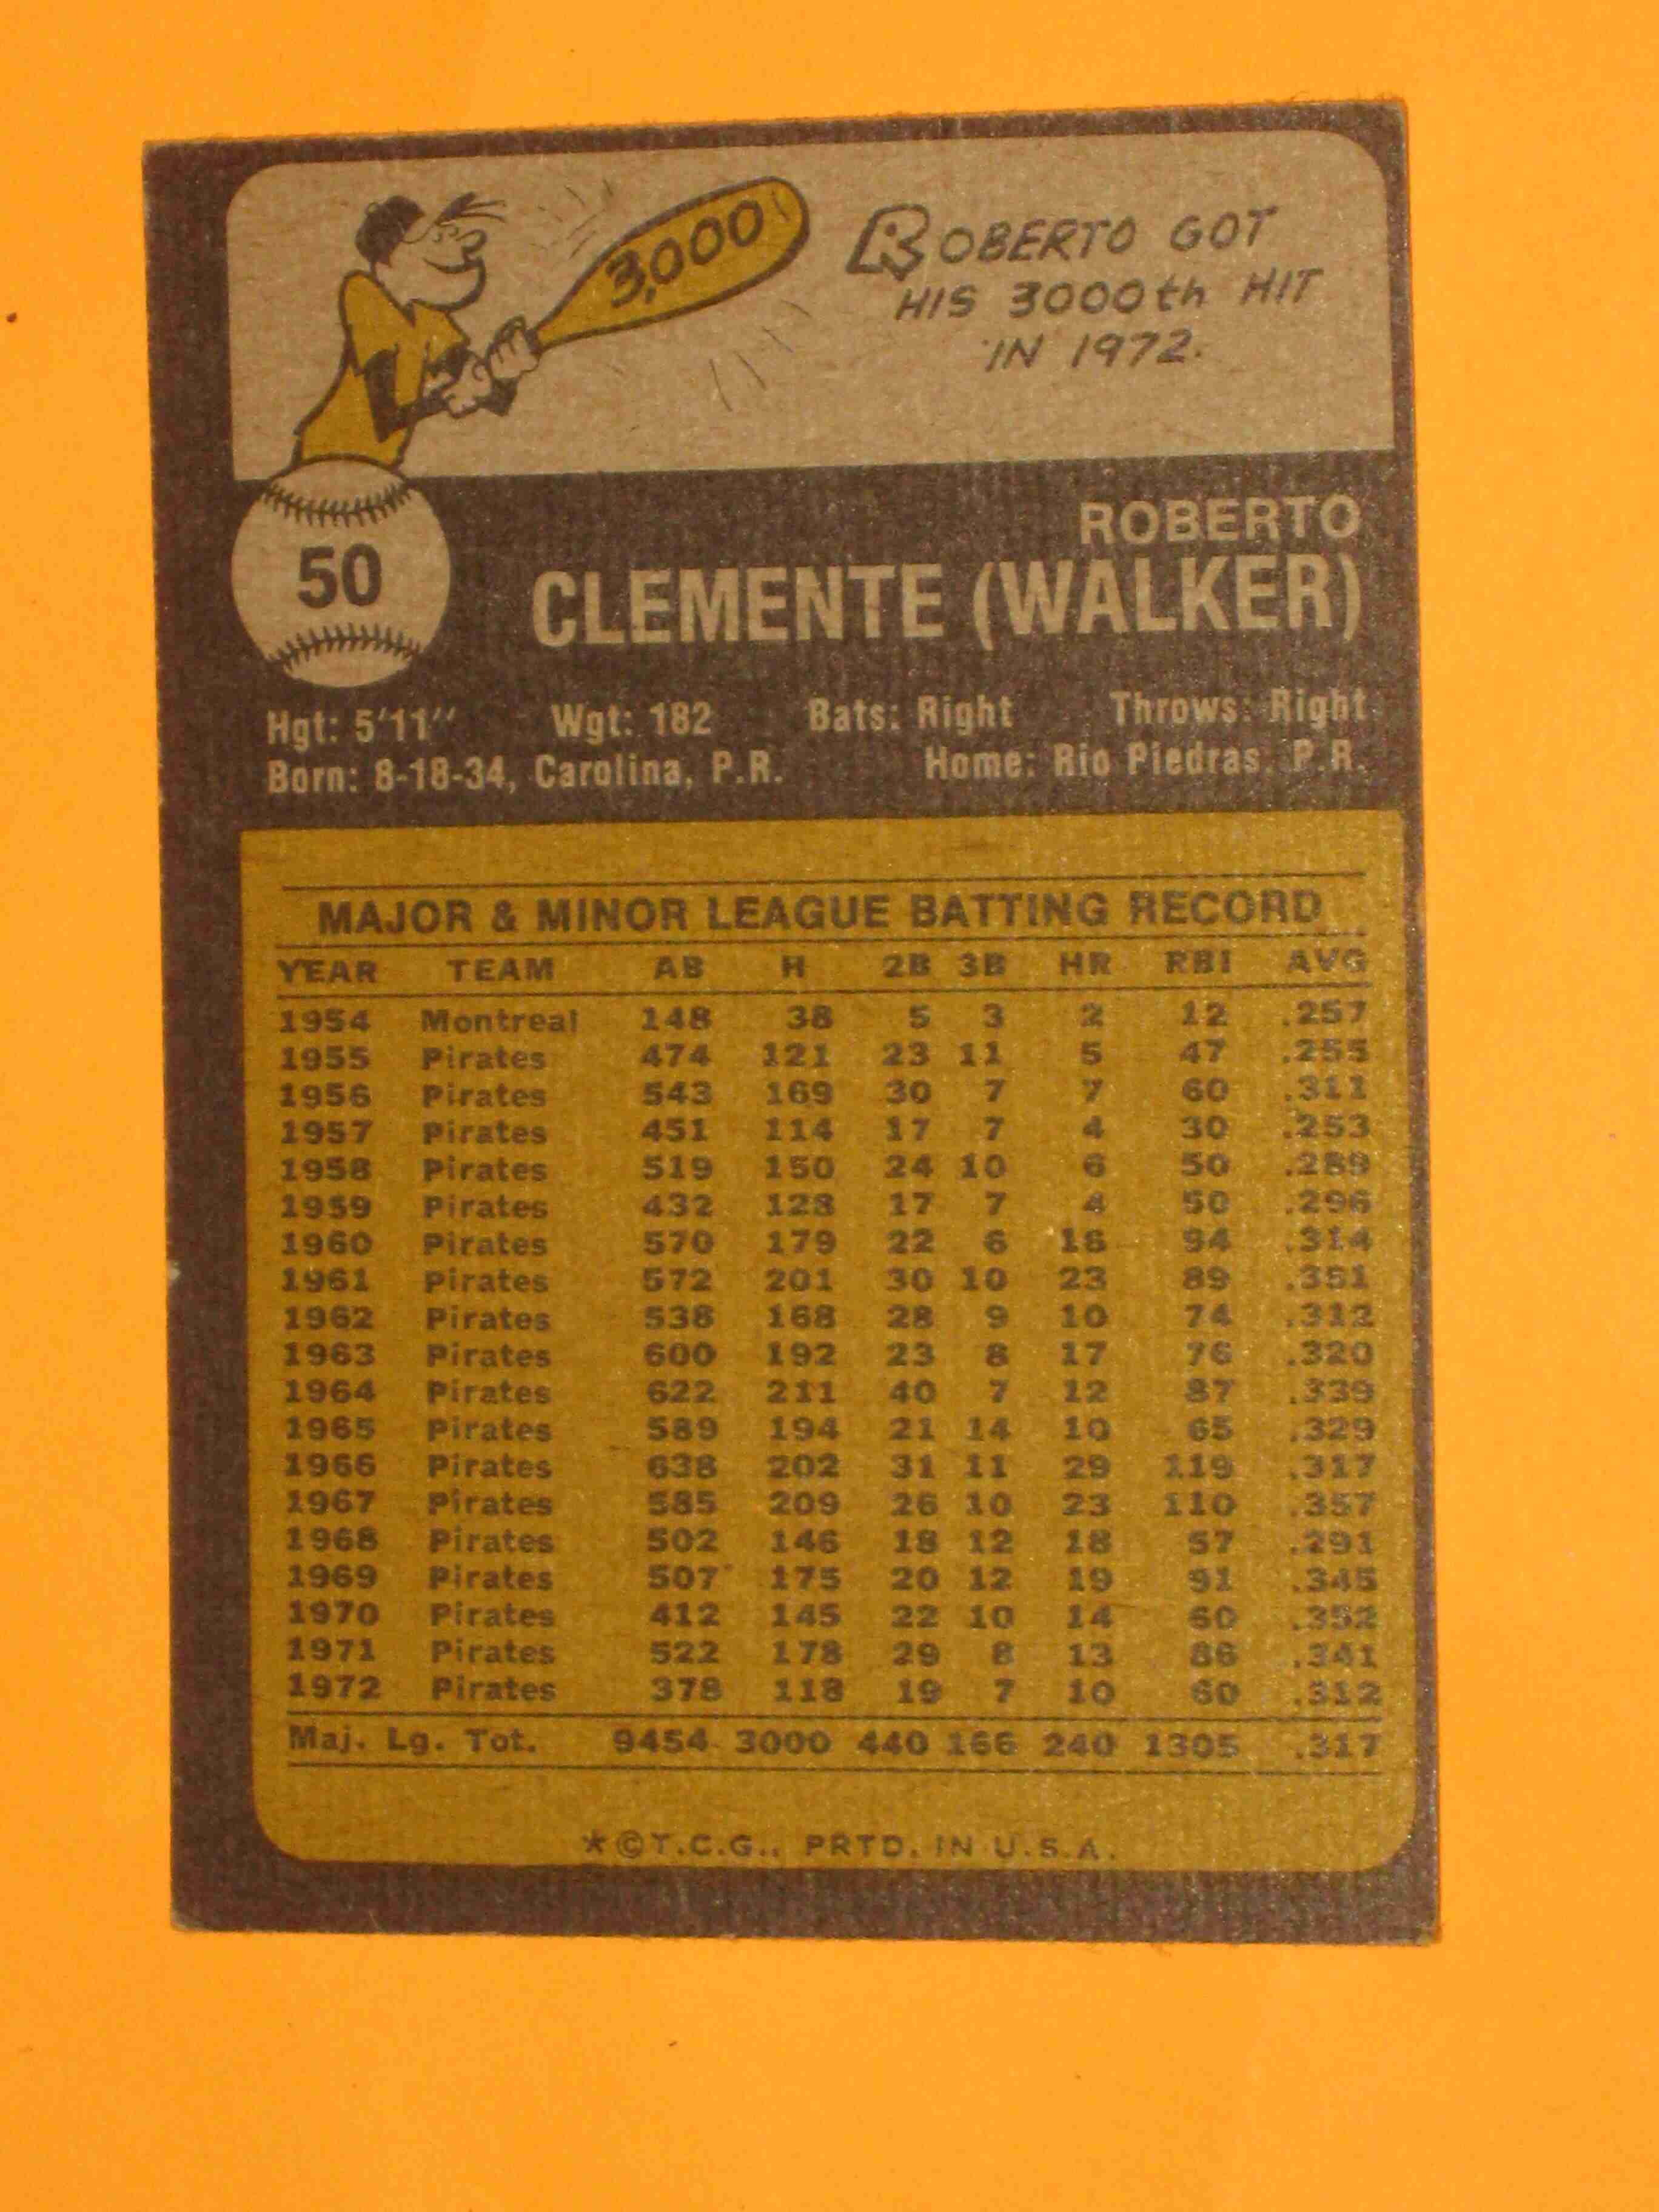 3,000
ROBERTO GOT
HIS 3000th HIT
IN 1972.
50
ROBERTO
CLEMENTE (WALKER)
Hgt: 5'11" Wgt: 182 Bats: Right Throws: Right
Born: 8-18-34, Carolina, P.R. Home: Rio Piedras, P.R.
MAJOR & MINOR LEAGUE BATTING RECORD
YEAR TEAM AB H 2B 3B HR RBI AVG
1954 Montreal 148 38 5 3 2 12 .257
1955 Pirates 474 121 23 11 5 47 .255
1956 Pirates 543 169 30 7 7 60 .311
1957 Pirates 451 114 17 7 4 30 .253
1958 Pirates 519 150 24 10 6 50 .289
1959 Pirates 432 128 17 7 4 50 .296
1960 Pirates 570 179 22 6 16 94 .314
1961 Pirates 572 201 30 10 23 89 .351
1962 Pirates 538 168 28 9 10 74 .312
1963 Pirates 600 192 23 8 17 76 .320
1964 Pirates 622 211 40 7 12 87 .339
1965 Pirates 589 194 21 14 10 65 .329
1966 Pirates 638 202 31 11 29 119 .317
1967 Pirates 585 209 26 10 23 110 .357
1968 Pirates 502 146 18 12 18 57 .291
1969 Pirates 507 175 20 12 19 91 .345
1970 Pirates 412 145 22 10 14 60 .352
1971 Pirates 522 178 29 8 13 86 .341
1972 Pirates 378 118 19 7 10 60 .312
Maj. Lg. Tot. 9454 3000 440 166 240 1305 .317
*©T.C.G., PRTD. IN U.S.A.